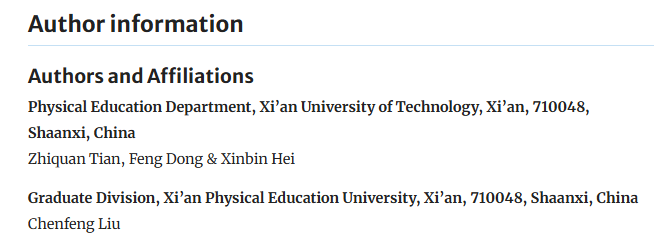 Author information
Authors and Affiliations
Physical Education Department, Xi’an University of Technology, Xi’an, 710048,
Shaanxi, China
Zhiquan Tian, Feng Dong & Xinbin Hei
Graduate Division, Xi’an Physical Education University, Xi’an, 710048, Shaanxi, China
Chenfeng Liu